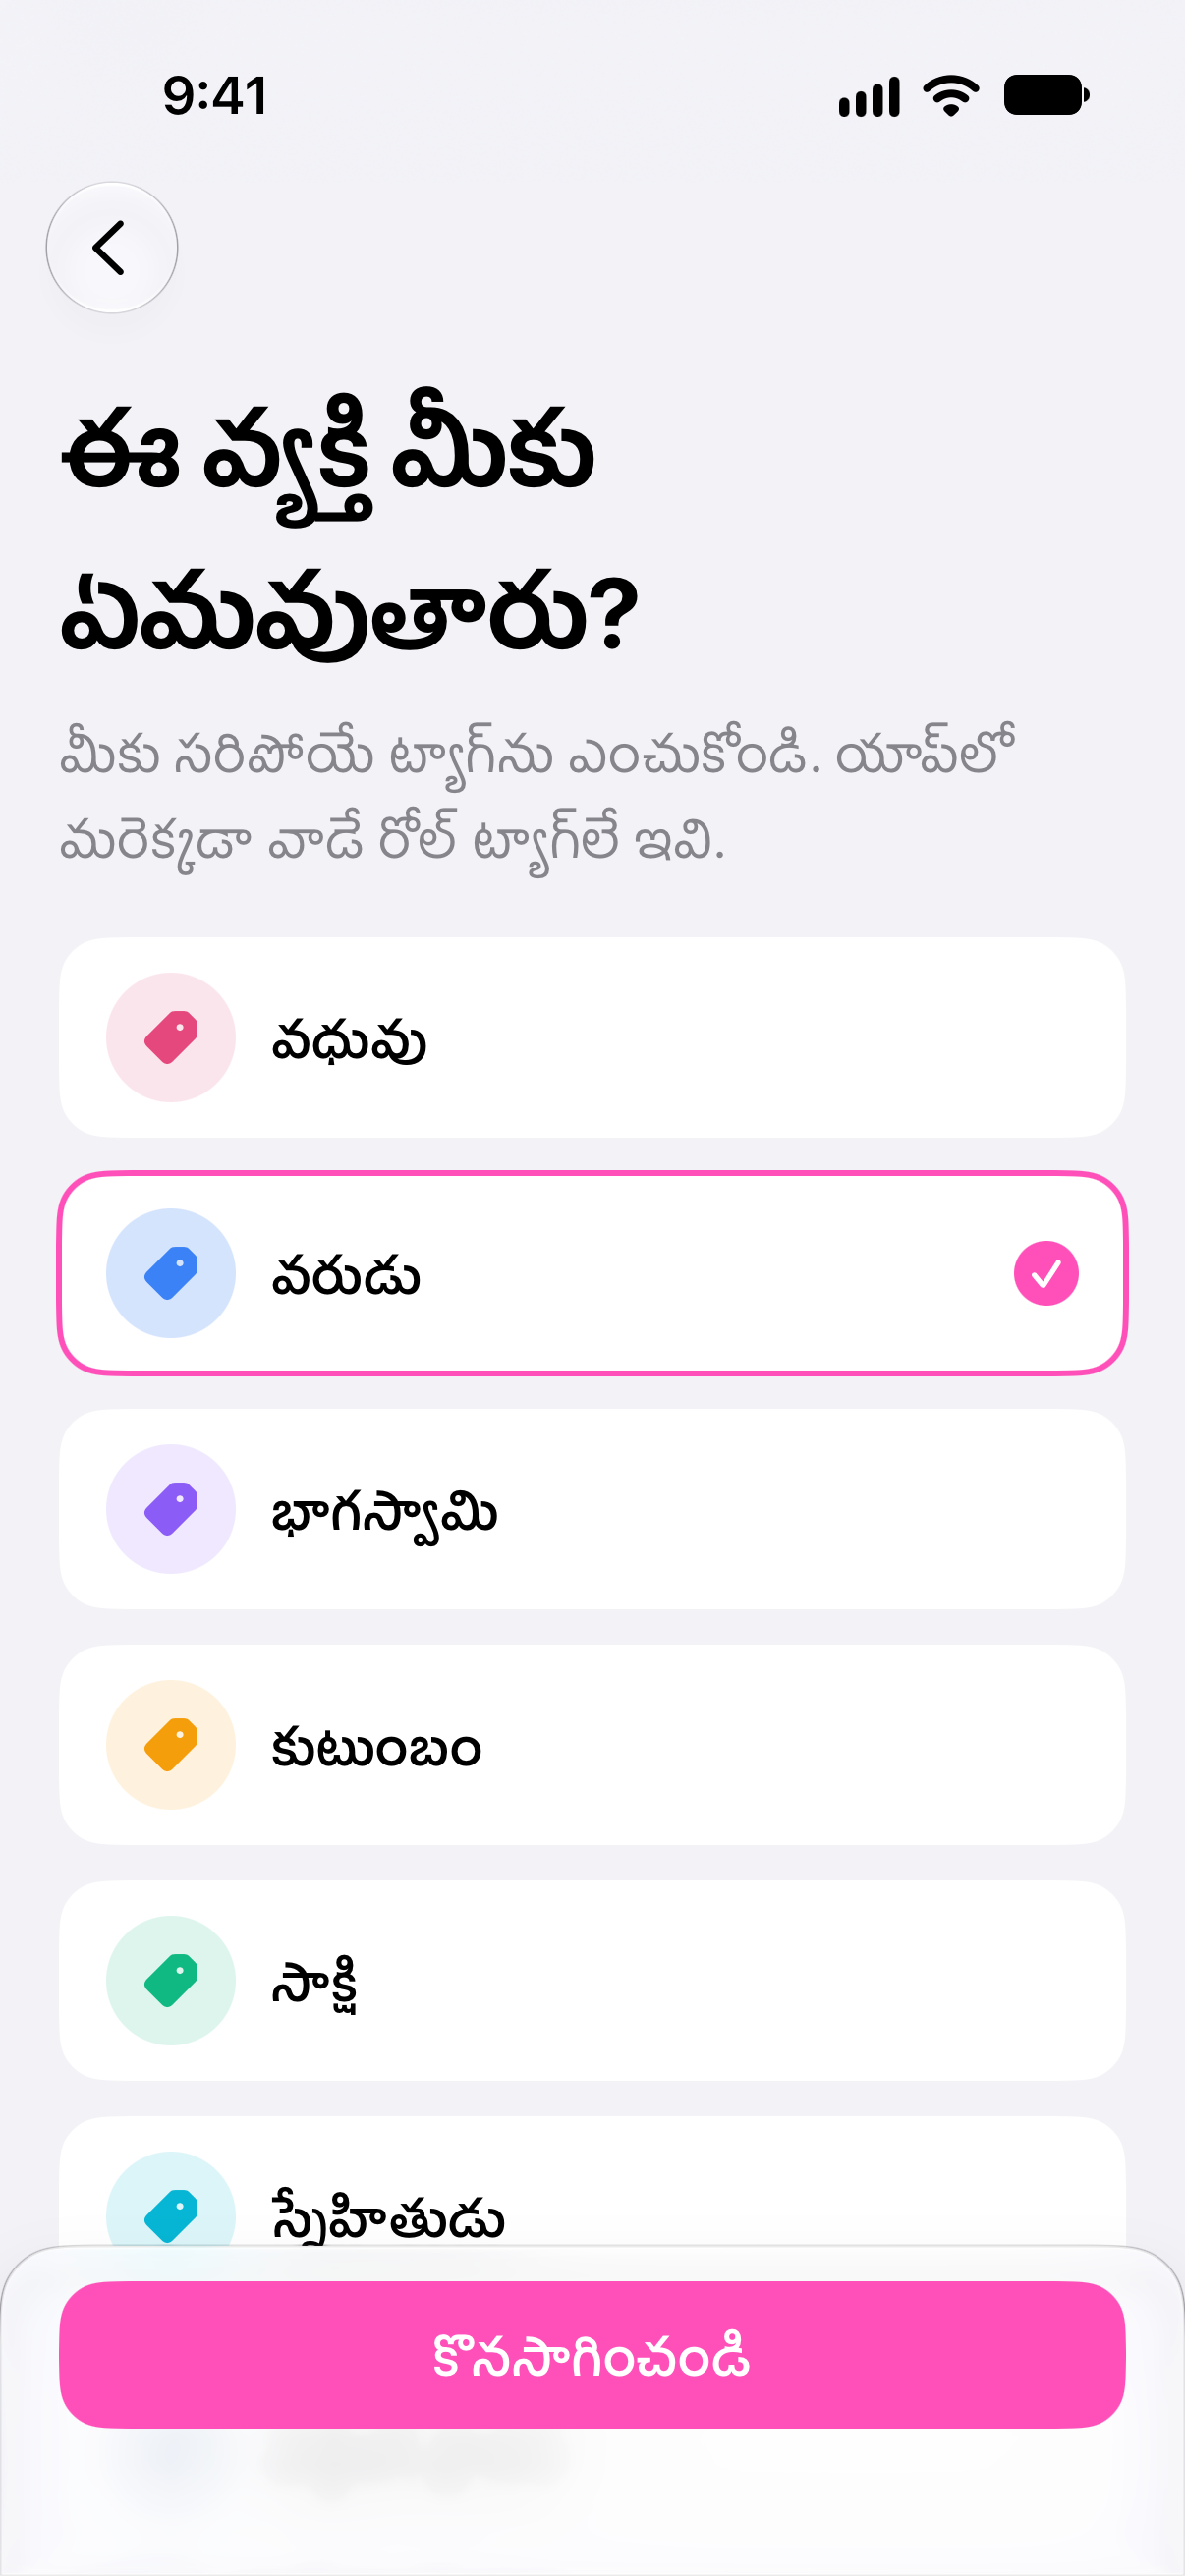 9:41
ఈ వ్యక్తి మీకు
ఏమవుతారు?
మీకు సరిపోయే ట్యాగ్‌ను ఎంచుకోండి. యాప్‌లో
మరెక్కడా వాడే రోల్ ట్యాగ్‌లే ఇవి.
వధువు
వరుడు
భాగస్వామి
కుటుంబం
సాక్షి
స్నేహితుడు
కొనసాగించండి